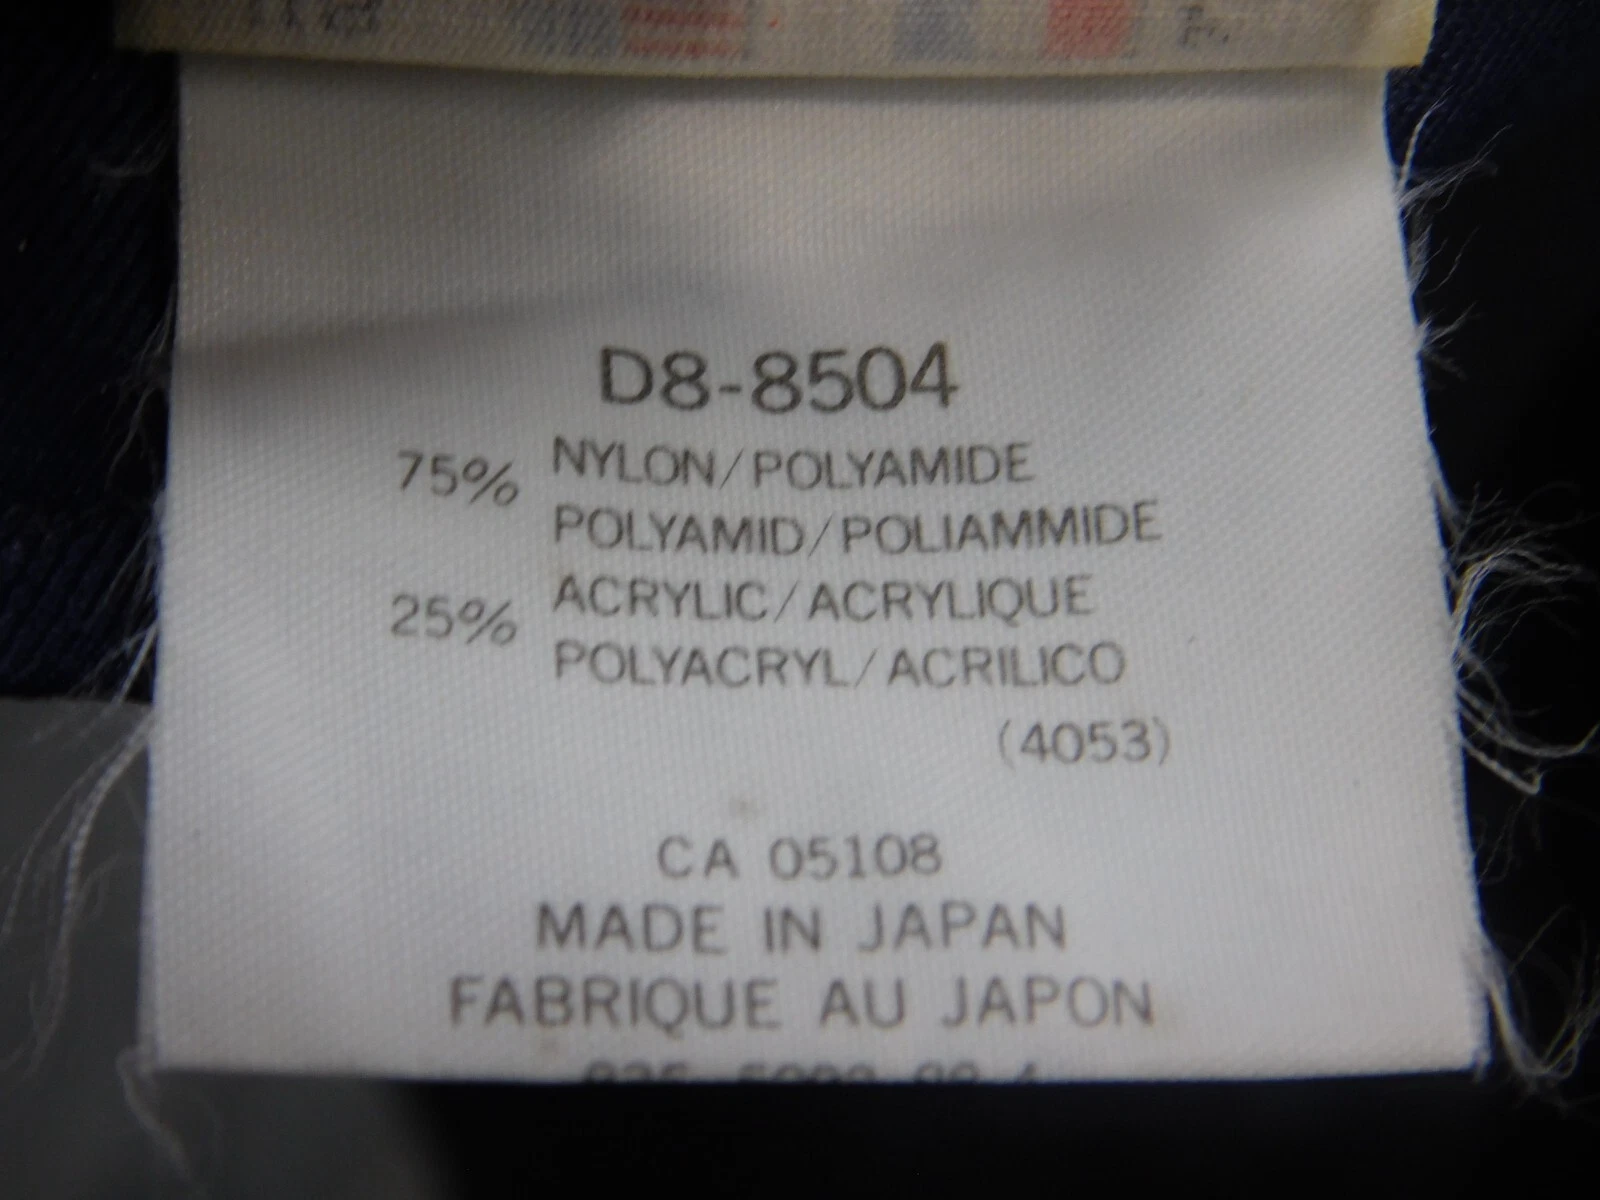 D8-8504
75% NYLON/POLYAMIDE
POLYAMID/POLIAMMIDE
25% ACRYLIC/ACRYLIQUE
POLYACRYL/ACRILICO
(4053)
CA 05108
MADE IN JAPAN
FABRIQUE AU JAPON